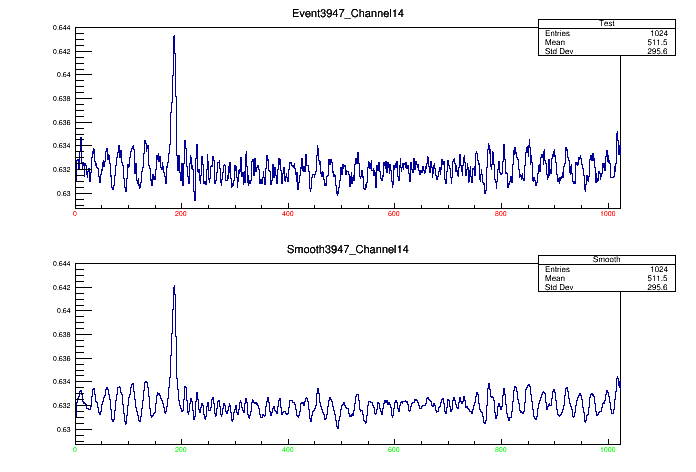 Event3947_Channel14
Test
Entries 1024
Mean 511.5
Std Dev 295.6
0.644
0.642
0.64
0.638
0.636
0.634
0.632
0.63
0 200 400 600 800 1000
Smooth3947_Channel14
Smooth
Entries 1024
Mean 511.5
Std Dev 295.6
0.644
0.642
0.64
0.638
0.636
0.634
0.632
0.63
0 200 400 600 800 1000